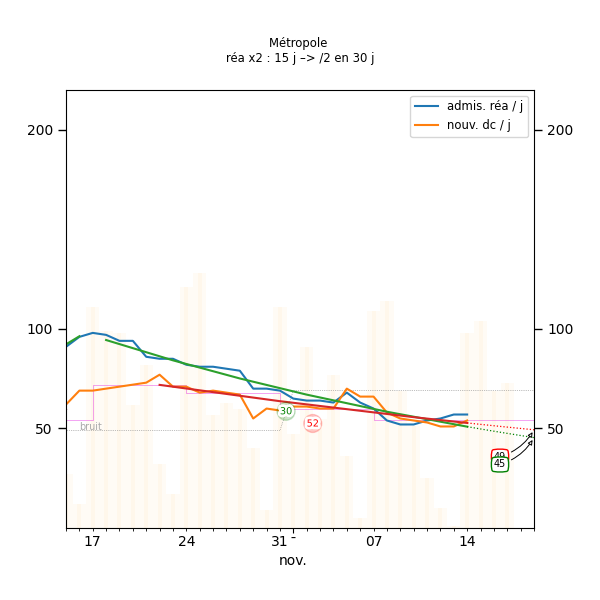 Métropole
réa x2 : 15 j –> /2 en 30 j
admis. réa / j
nouv. dc / j
200
200
100
100
50
50
bruit
30
52
49
45
17
24
31
07
14
nov.